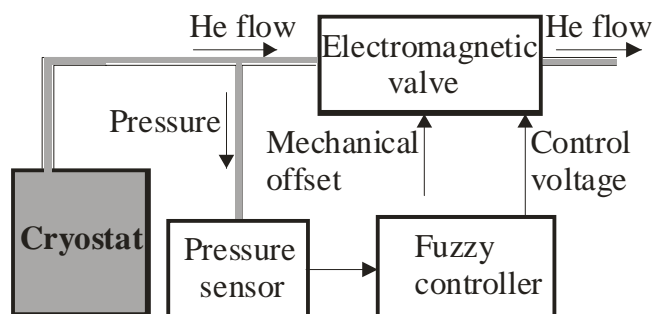 He flow
Electromagnetic
valve
He flow
Pressure
Mechanical
offset
Control
voltage
Cryostat
Pressure
sensor
Fuzzy
controller